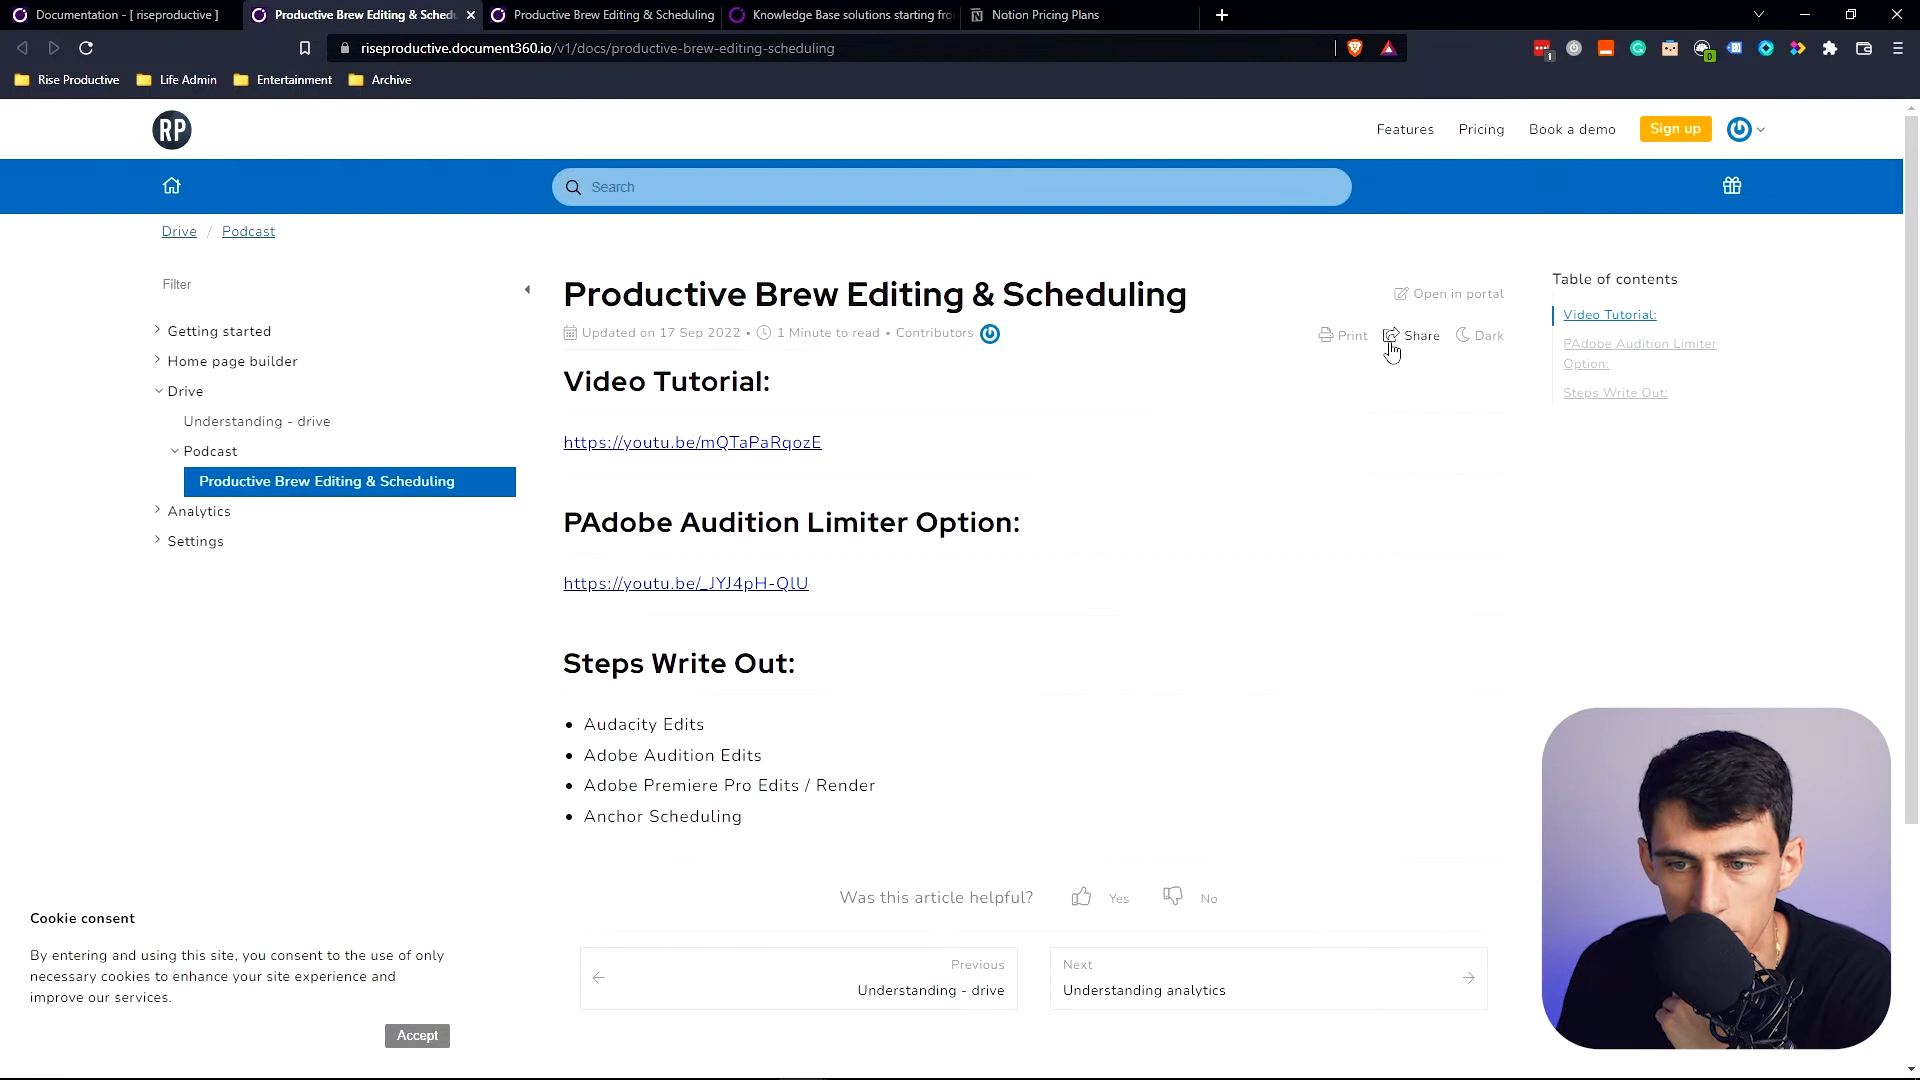 Documentation - [ riseproductive ]
Productive Brew Editing & Schedu
Productive Brew Editing & Scheduling
Knowledge Base solutions starting fro
Notion Pricing Plans
riseproductive.document360.io/v1/docs/productive-brew-editing-scheduling
1
0
Rise Productive
Life Admin
Entertainment
Archive
RP
Features
Pricing
Book a demo
Sign up
Search
Drive / Podcast
Filter
Getting started
Home page builder
Drive
Understanding - drive
Podcast
Productive Brew Editing & Scheduling
Analytics
Settings
Productive Brew Editing & Scheduling
Open in portal
Updated on 17 Sep 2022 • 1 Minute to read • Contributors
Print
Share
Dark
Video Tutorial:
https://youtu.be/mQTaPaRqozE
PAdobe Audition Limiter Option:
https://youtu.be/_JYJ4pH-QlU
Steps Write Out:
• Audacity Edits
• Adobe Audition Edits
• Adobe Premiere Pro Edits / Render
• Anchor Scheduling
Table of contents
Video Tutorial:
PAdobe Audition Limiter
Option:
Steps Write Out:
Was this article helpful?
Yes
No
Previous
Understanding - drive
Next
Understanding analytics
Cookie consent
By entering and using this site, you consent to the use of only
necessary cookies to enhance your site experience and
improve our services.
Accept